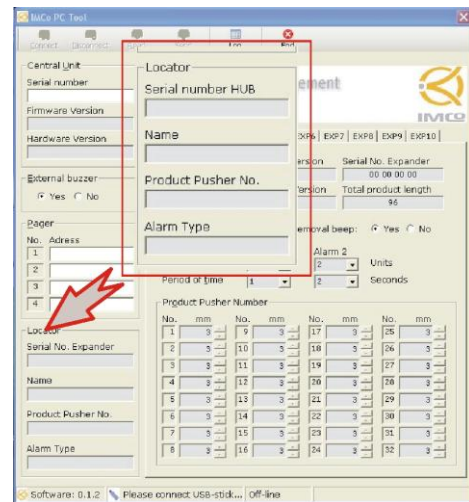 IMCo PC Tool
Connect Disconnect
Log End
Central Unit
Serial number
Firmware Version
Hardware Version
External buzzer
Yes No
Pager
No. Adress
1
2
3
4
Locator
Serial No. Expander
Name
Product Pusher No.
Alarm Type
Locator
Serial number HUB
Name
Product Pusher No.
Alarm Type
IMCO
EXP7 EXP8 EXP9 EXP10
Serial No. Expander
00 00 00 00
Total product length
96
beep: Yes No
Alarm 2
2 Units
Period of time 1 2 Seconds
Product Pusher Number
No. mm No. mm No. mm No. mm
1 3 9 3 17 3 25 3
2 3 10 3 18 3 26 3
3 3 11 3 19 3 27 3
4 3 12 3 20 3 28 3
5 3 13 3 21 3 29 3
6 3 14 3 22 3 30 3
7 3 15 3 23 3 31 3
8 3 16 3 24 3 32 3
Software: 0.1.2 Please connect USB-stick... Off-line